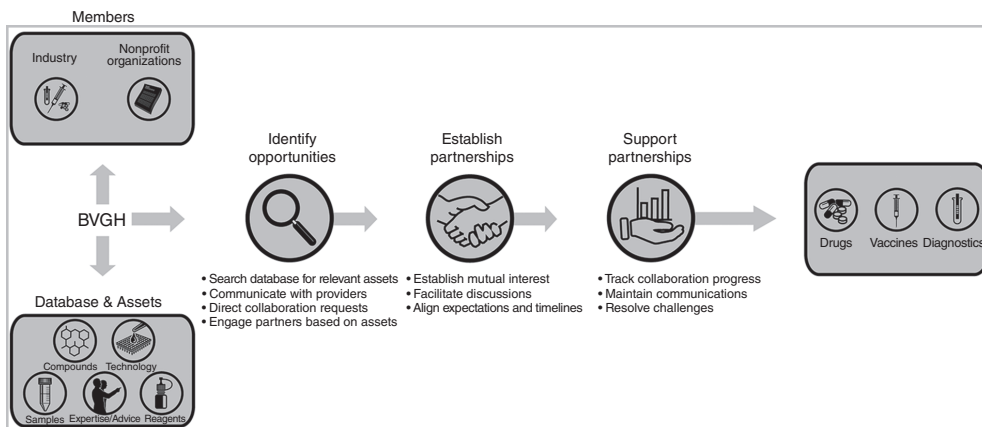 Members
Industry
Nonprofit
organizations
BVGH
Database & Assets
Compounds Technology
Samples Expertise/Advice Reagents
Identify
opportunities
• Search database for relevant assets
• Communicate with providers
• Direct collaboration requests
• Engage partners based on assets
Establish
partnerships
• Establish mutual interest
• Facilitate discussions
• Align expectations and timelines
Support
partnerships
• Track collaboration progress
• Maintain communications
• Resolve challenges
Drugs Vaccines Diagnostics